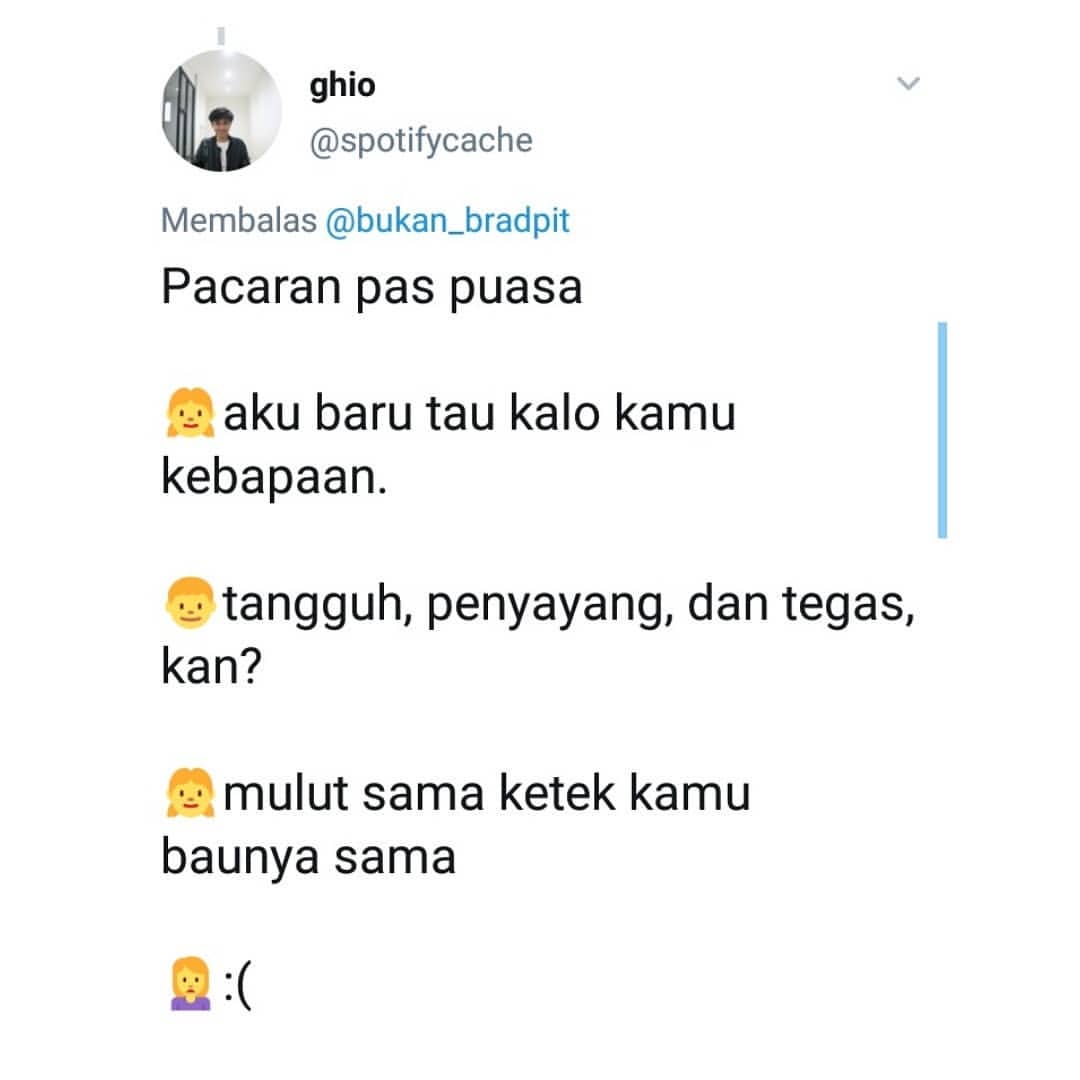 ghio
@spotifycache
Membalas @bukan_bradpit
Pacaran pas puasa
👧aku baru tau kalo kamu
kebapaan.
👦tangguh, penyayang, dan tegas,
kan?
👧mulut sama ketek kamu
baunya sama
🙍‍♀️:(